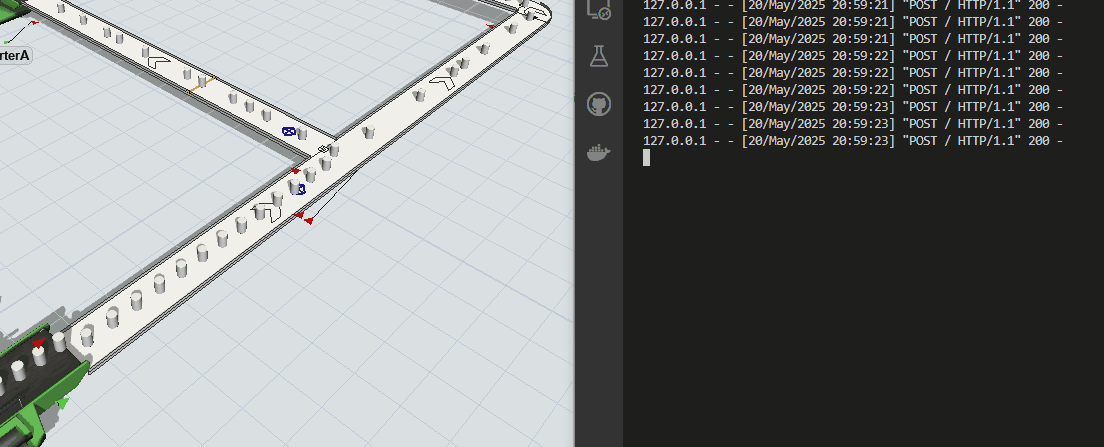 rterA
127.0.0.1 - - [20/May/2025 20:59:21] "POST / HTTP/1.1" 200 -
127.0.0.1 - - [20/May/2025 20:59:21] "POST / HTTP/1.1" 200 -
127.0.0.1 - - [20/May/2025 20:59:21] "POST / HTTP/1.1" 200 -
127.0.0.1 - - [20/May/2025 20:59:22] "POST / HTTP/1.1" 200 -
127.0.0.1 - - [20/May/2025 20:59:22] "POST / HTTP/1.1" 200 -
127.0.0.1 - - [20/May/2025 20:59:22] "POST / HTTP/1.1" 200 -
127.0.0.1 - - [20/May/2025 20:59:23] "POST / HTTP/1.1" 200 -
127.0.0.1 - - [20/May/2025 20:59:23] "POST / HTTP/1.1" 200 -
127.0.0.1 - - [20/May/2025 20:59:23] "POST / HTTP/1.1" 200 -